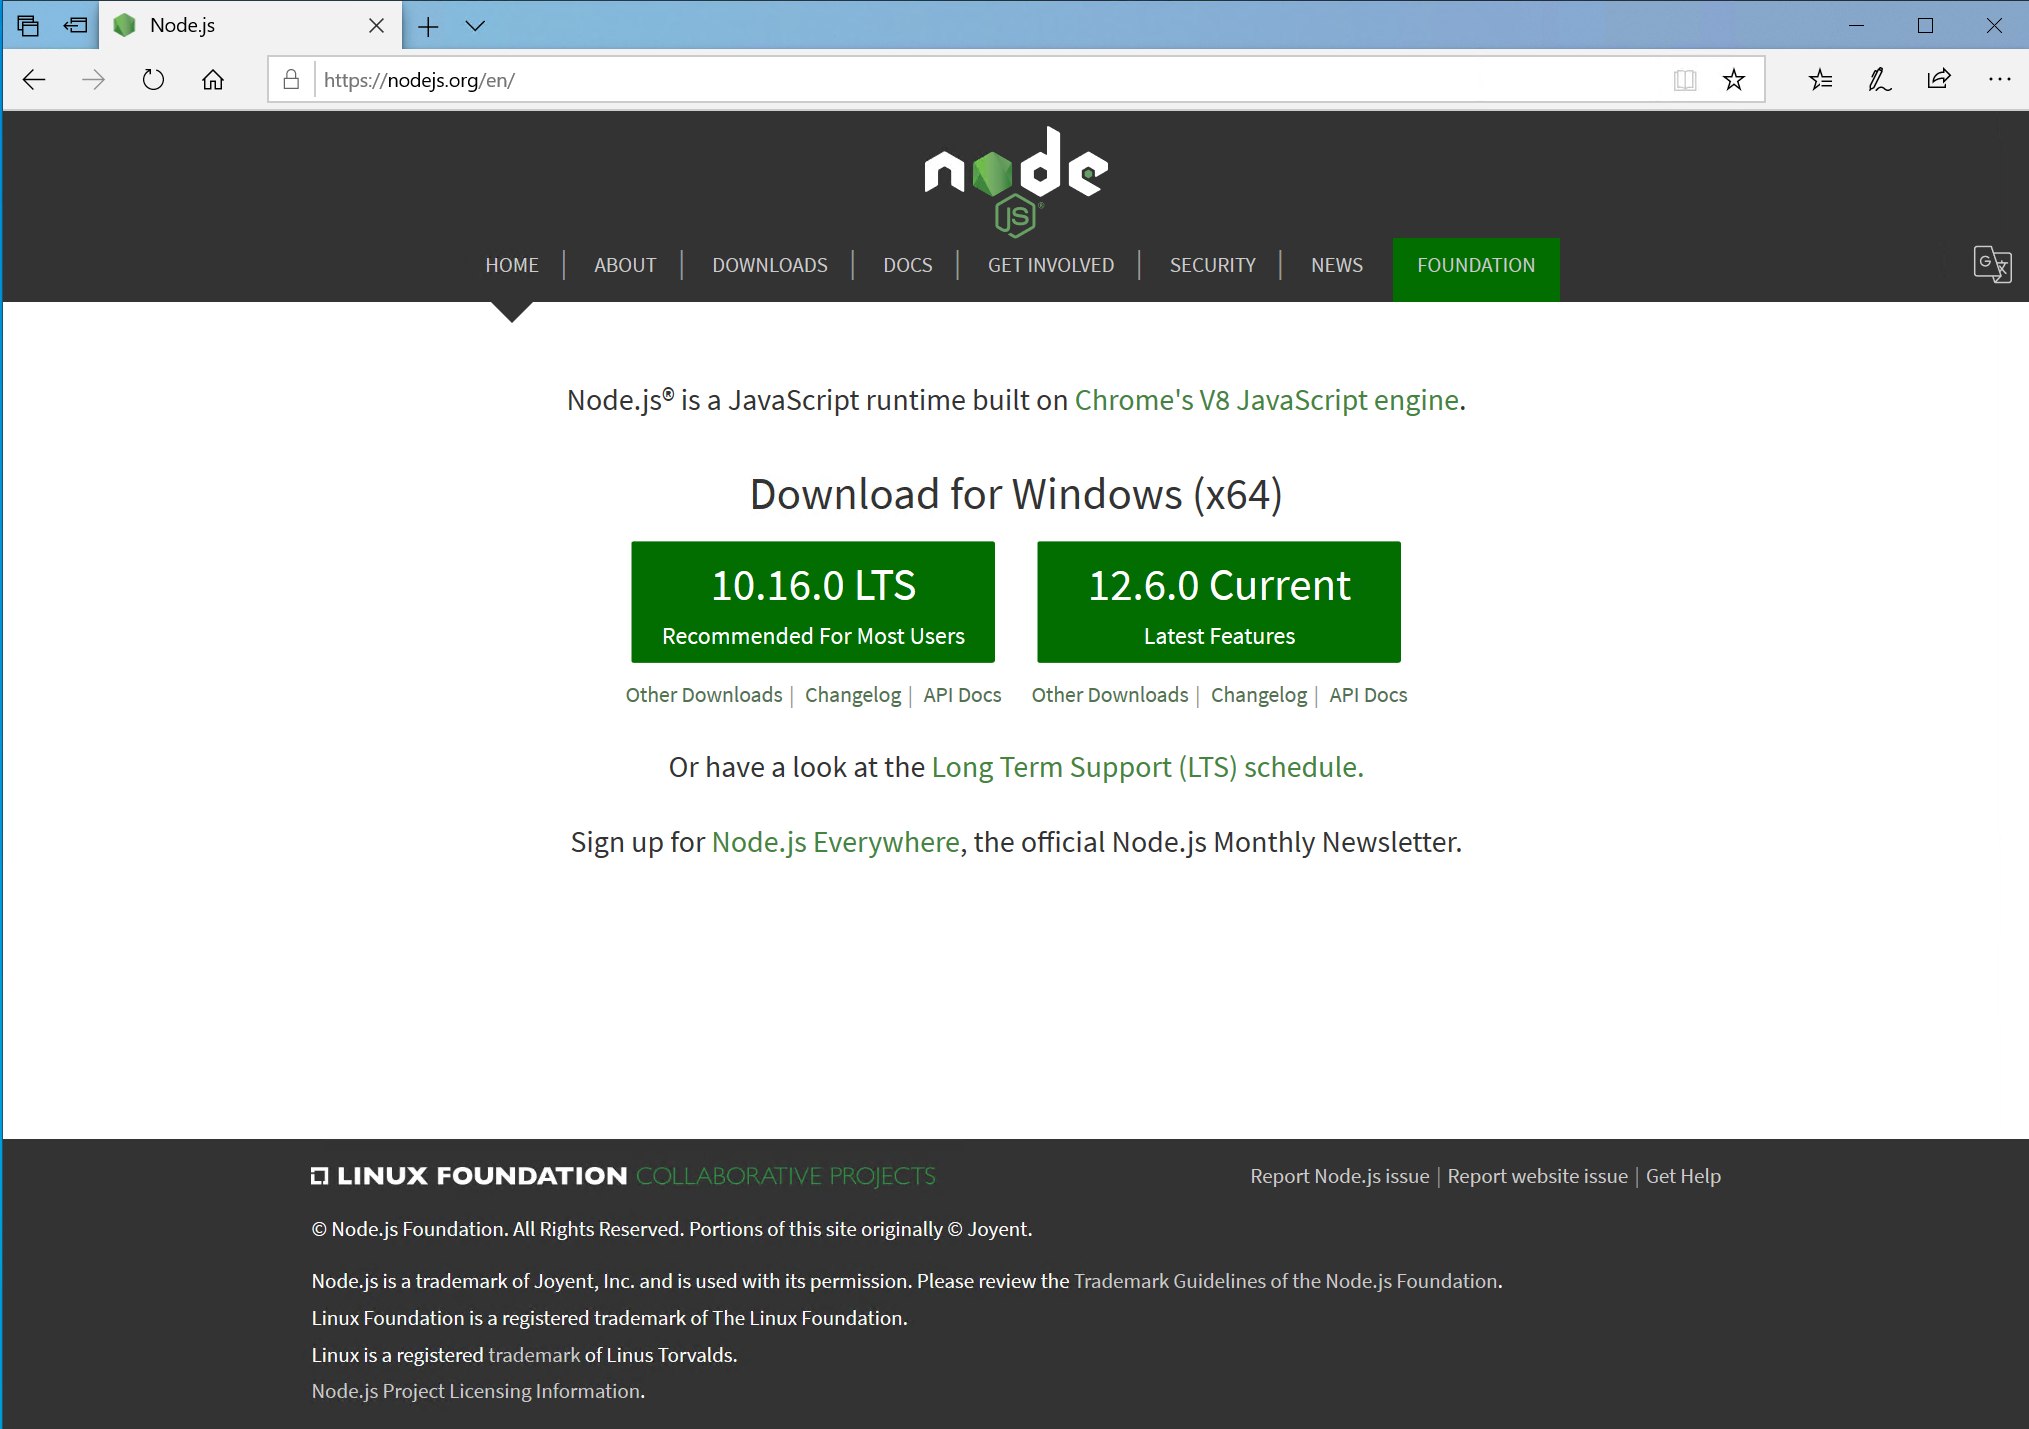 Node.js
https://nodejs.org/en/
node
JS®
HOME | ABOUT | DOWNLOADS | DOCS | GET INVOLVED | SECURITY | NEWS FOUNDATION
Node.js® is a JavaScript runtime built on Chrome's V8 JavaScript engine.
Download for Windows (x64)
10.16.0 LTS
Recommended For Most Users
12.6.0 Current
Latest Features
Other Downloads | Changelog | API Docs
Other Downloads | Changelog | API Docs
Or have a look at the Long Term Support (LTS) schedule.
Sign up for Node.js Everywhere, the official Node.js Monthly Newsletter.
LINUX FOUNDATION COLLABORATIVE PROJECTS
Report Node.js issue | Report website issue | Get Help
© Node.js Foundation. All Rights Reserved. Portions of this site originally © Joyent.
Node.js is a trademark of Joyent, Inc. and is used with its permission. Please review the Trademark Guidelines of the Node.js Foundation.
Linux Foundation is a registered trademark of The Linux Foundation.
Linux is a registered trademark of Linus Torvalds.
Node.js Project Licensing Information.